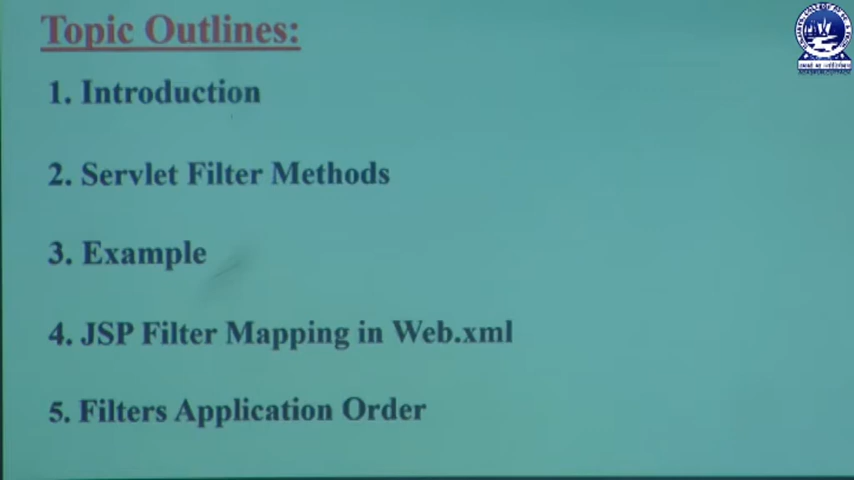 Topic Outlines:
1. Introduction
2. Servlet Filter Methods
3. Example
4. JSP Filter Mapping in Web.xml
5. Filters Application Order